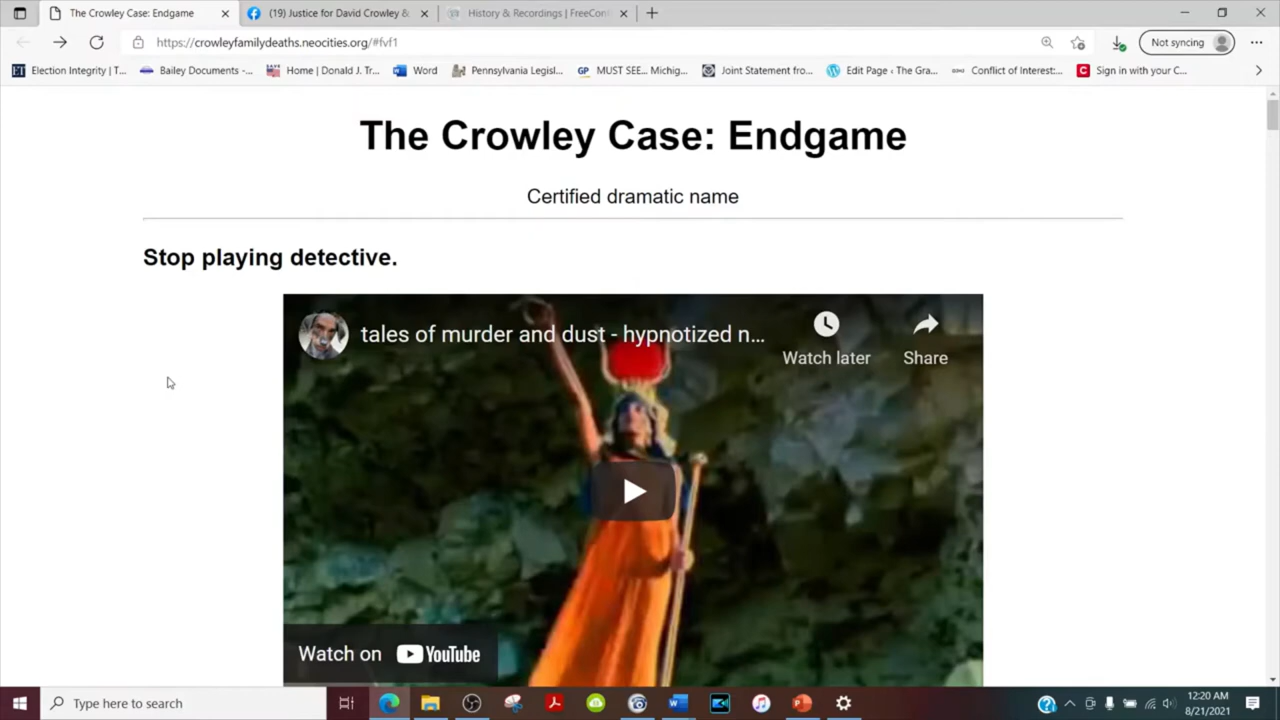 The Crowley Case: Endgame
(19) Justice for David Crowley &
History & Recordings | FreeConf
https://crowleyfamilydeaths.neocities.org/#fvf1
Not syncing
Election Integrity | T...
Bailey Documents -...
Home | Donald J. Tr...
Word
Pennsylvania Legisl...
MUST SEE... Michig...
Joint Statement fro...
Edit Page ‹ The Gra...
Conflict of Interest:...
Sign in with your C...
The Crowley Case: Endgame
Certified dramatic name
Stop playing detective.
tales of murder and dust - hypnotized n...
Watch later
Share
Watch on YouTube
Type here to search
12:20 AM
8/21/2021